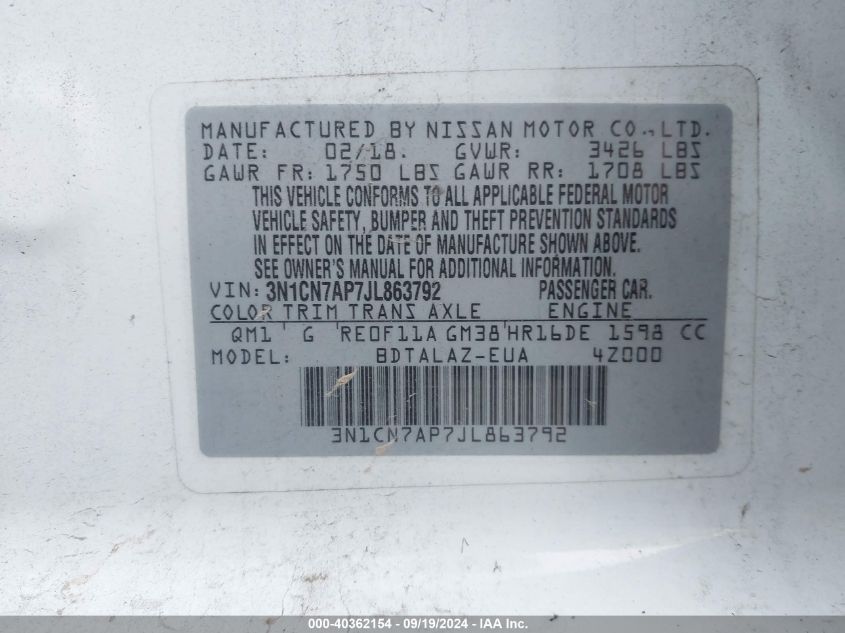 MANUFACTURED BY NISSAN MOTOR CO., LTD.
DATE: 02/18. GVWR: 3426 LBS
GAWR FR: 1750 LBS GAWR RR: 1708 LBS
THIS VEHICLE CONFORMS TO ALL APPLICABLE FEDERAL MOTOR
VEHICLE SAFETY, BUMPER AND THEFT PREVENTION STANDARDS
IN EFFECT ON THE DATE OF MANUFACTURE SHOWN ABOVE.
SEE OWNER'S MANUAL FOR ADDITIONAL INFORMATION
VIN: 3N1CN7AP7JL863792 PASSENGER CAR.
COLOR TRIM TRANS AXLE ENGINE
QM1 G RE0F11A GM38 HR16DE 1598 CC
MODEL: BDTALAZ-EUA 4Z000
3N1CN7AP7JL863792
000-40362154 - 09/19/2024 - IAA Inc.